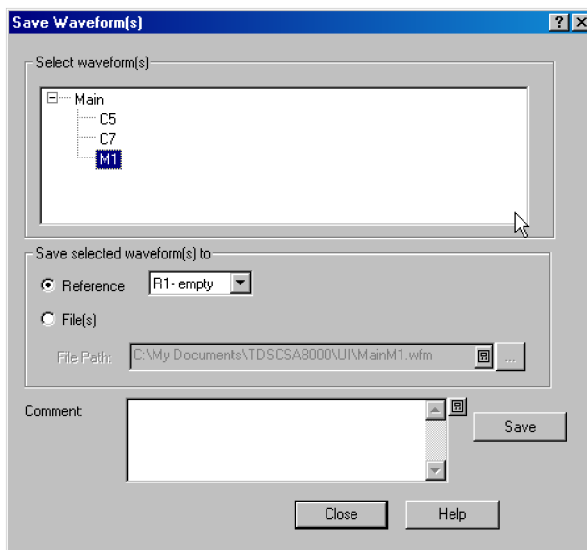 Save Waveform(s)
Select waveform(s)
Main
C5
C7
M1
Save selected waveform(s) to
Reference R1- empty
File(s)
File Path: C:\My Documents\TDSCSA8000\UI\MainM1.wfm ...
Comment:
Save
Close Help